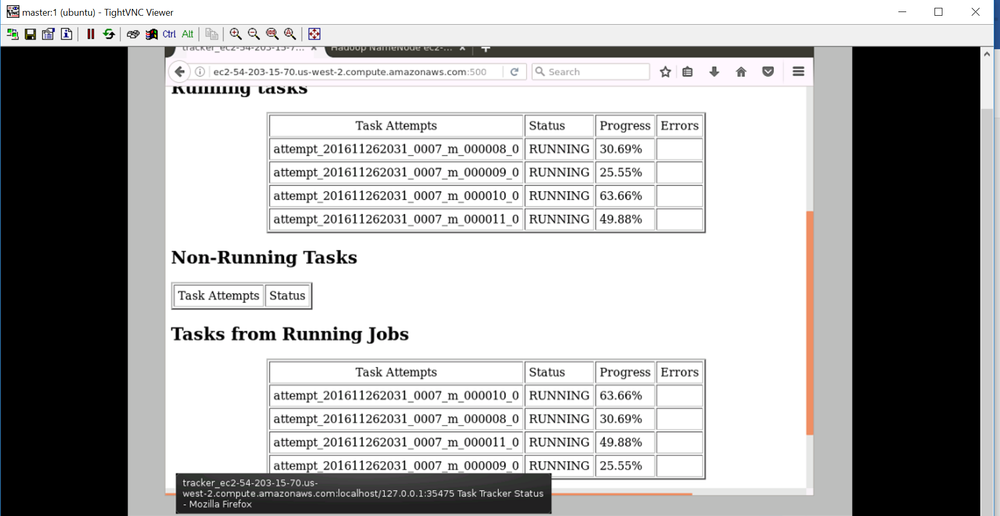 master:1 (ubuntu) - TightVNC Viewer
Ctrl Alt
tracker_ec2-54-203-15-7... × Hadoop NameNode ec2-... ×
ec2-54-203-15-70.us-west-2.compute.amazonaws.com:500 Search
Running tasks
Task Attempts Status Progress Errors
attempt_201611262031_0007_m_000008_0 RUNNING 30.69%
attempt_201611262031_0007_m_000009_0 RUNNING 25.55%
attempt_201611262031_0007_m_000010_0 RUNNING 63.66%
attempt_201611262031_0007_m_000011_0 RUNNING 49.88%
Non-Running Tasks
Task Attempts Status
Tasks from Running Jobs
Task Attempts Status Progress Errors
attempt_201611262031_0007_m_000010_0 RUNNING 63.66%
attempt_201611262031_0007_m_000008_0 RUNNING 30.69%
attempt_201611262031_0007_m_000011_0 RUNNING 49.88%
attempt_201611262031_0007_m_000009_0 RUNNING 25.55%
tracker_ec2-54-203-15-70.us-
west-2.compute.amazonaws.com:localhost/127.0.0.1:35475 Task Tracker Status
- Mozilla Firefox